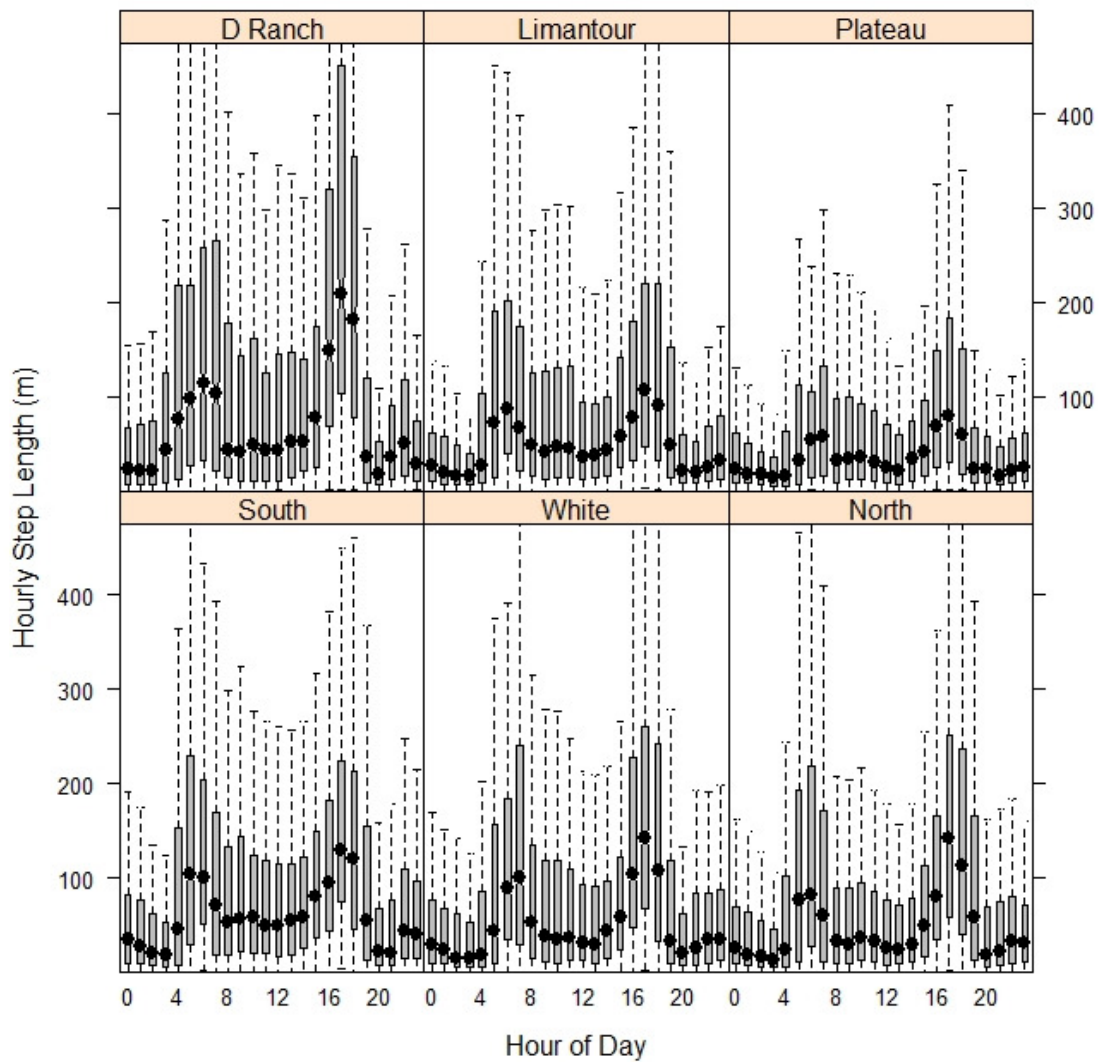 D Ranch Limantour Plateau
400
300
200
100
South White North
400
300
200
100
0 4 8 12 16 20 0 4 8 12 16 20 0 4 8 12 16 20
Hour of Day
Hourly Step Length (m)